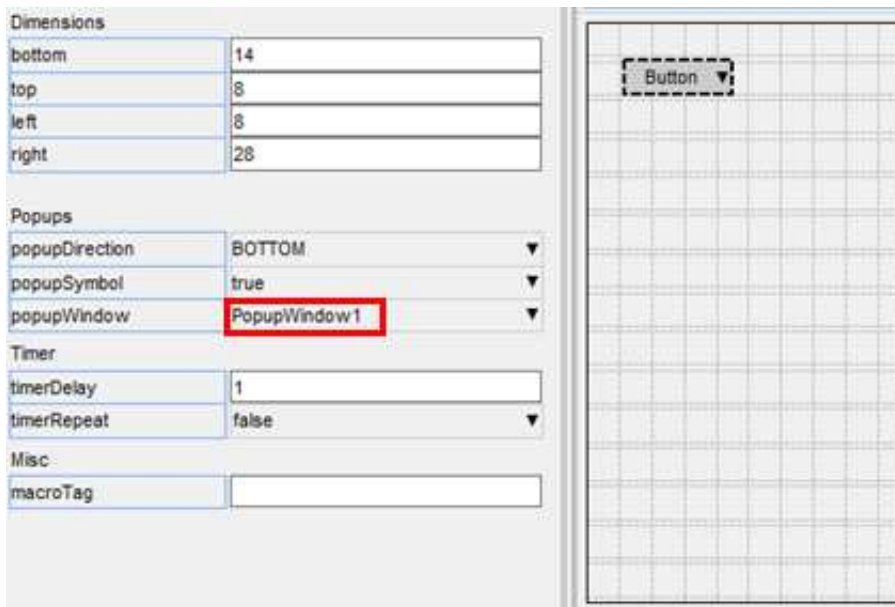 Dimensions
bottom 14
top 8
left 8
right 28
Popups
popupDirection BOTTOM
popupSymbol true
popupWindow PopupWindow1
Timer
timerDelay 1
timerRepeat false
Misc
macroTag
Button